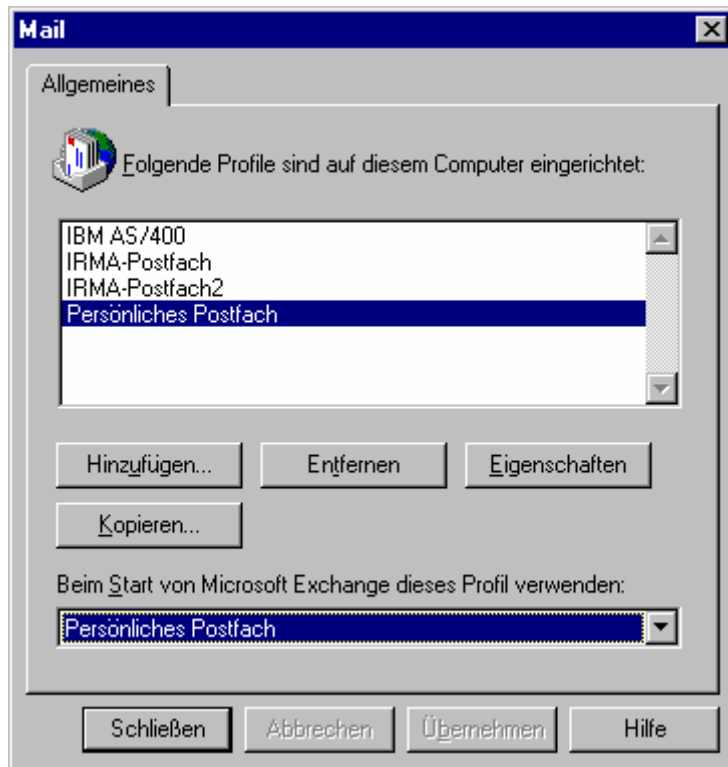 Mail
Allgemeines
Folgende Profile sind auf diesem Computer eingerichtet:
IBM AS/400
IRMA-Postfach
IRMA-Postfach2
Persönliches Postfach
Hinzufügen... Entfernen Eigenschaften
Kopieren...
Beim Start von Microsoft Exchange dieses Profil verwenden:
Persönliches Postfach
Schließen Abbrechen Übernehmen Hilfe